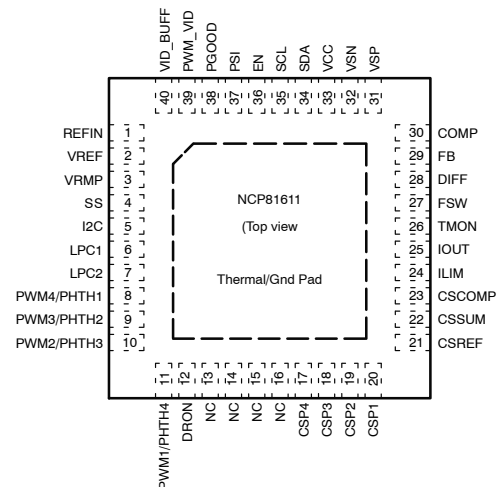 VID_BUFF
PWM_VID
PGOOD
PSI
EN
SCL
SDA
VCC
VSN
VSP
40
39
38
37
36
35
34
33
32
31
REFIN 1
VREF 2
VRMP 3
SS 4
I2C 5
LPC1 6
LPC2 7
PWM4/PHTH1 8
PWM3/PHTH2 9
PWM2/PHTH3 10
NCP81611
(Top view
Thermal/Gnd Pad
30 COMP
29 FB
28 DIFF
27 FSW
26 TMON
25 IOUT
24 ILIM
23 CSCOMP
22 CSSUM
21 CSREF
11
12
13
14
15
16
17
18
19
20
PWM1/PHTH4
DRON
NC
NC
NC
NC
CSP4
CSP3
CSP2
CSP1